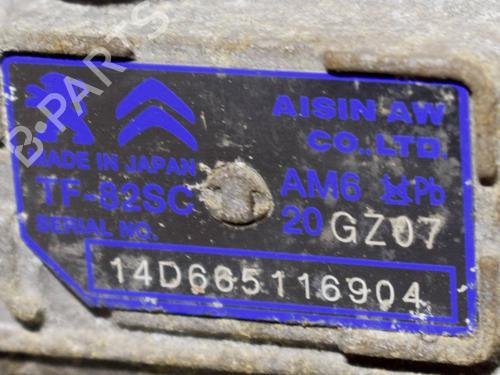 B-PARTS
AISIN AW
CO.,LTD.
MADE IN JAPAN
TF-82SC
AM6 Pb
20 GZ07
SERIAL NO.
14D665116904